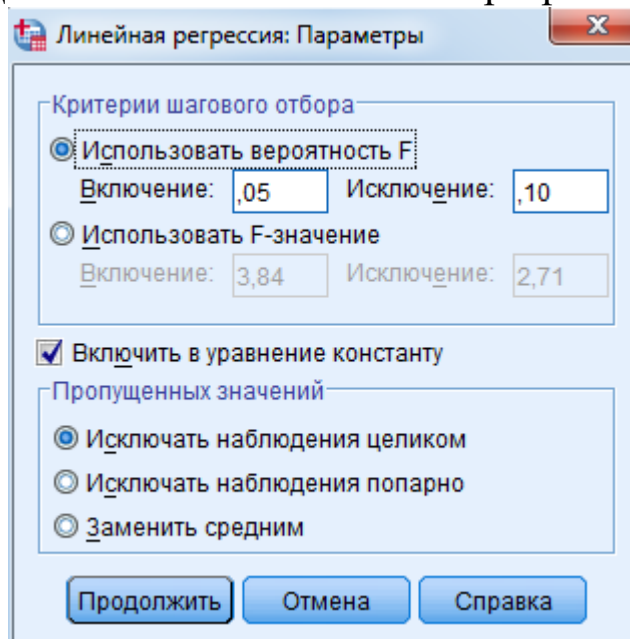 Линейная регрессия: Параметры
Критерии шагового отбора
Использовать вероятность F
Включение: ,05 Исключение: ,10
Использовать F-значение
Включение: 3,84 Исключение: 2,71
Включить в уравнение константу
Пропущенных значений
Исключать наблюдения целиком
Исключать наблюдения попарно
Заменить средним
Продолжить Отмена Справка